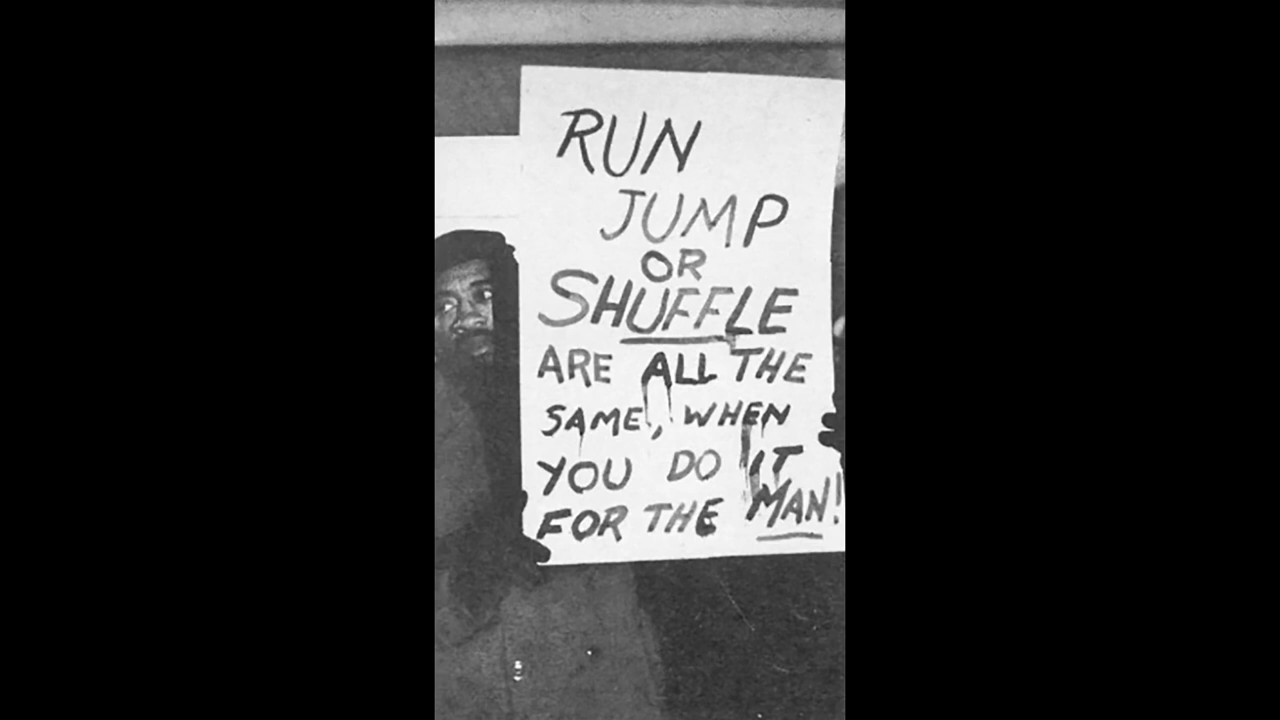 RUN
JUMP
OR
SHUFFLE
ARE ALL THE
SAME, WHEN
YOU DO IT
FOR THE MAN!